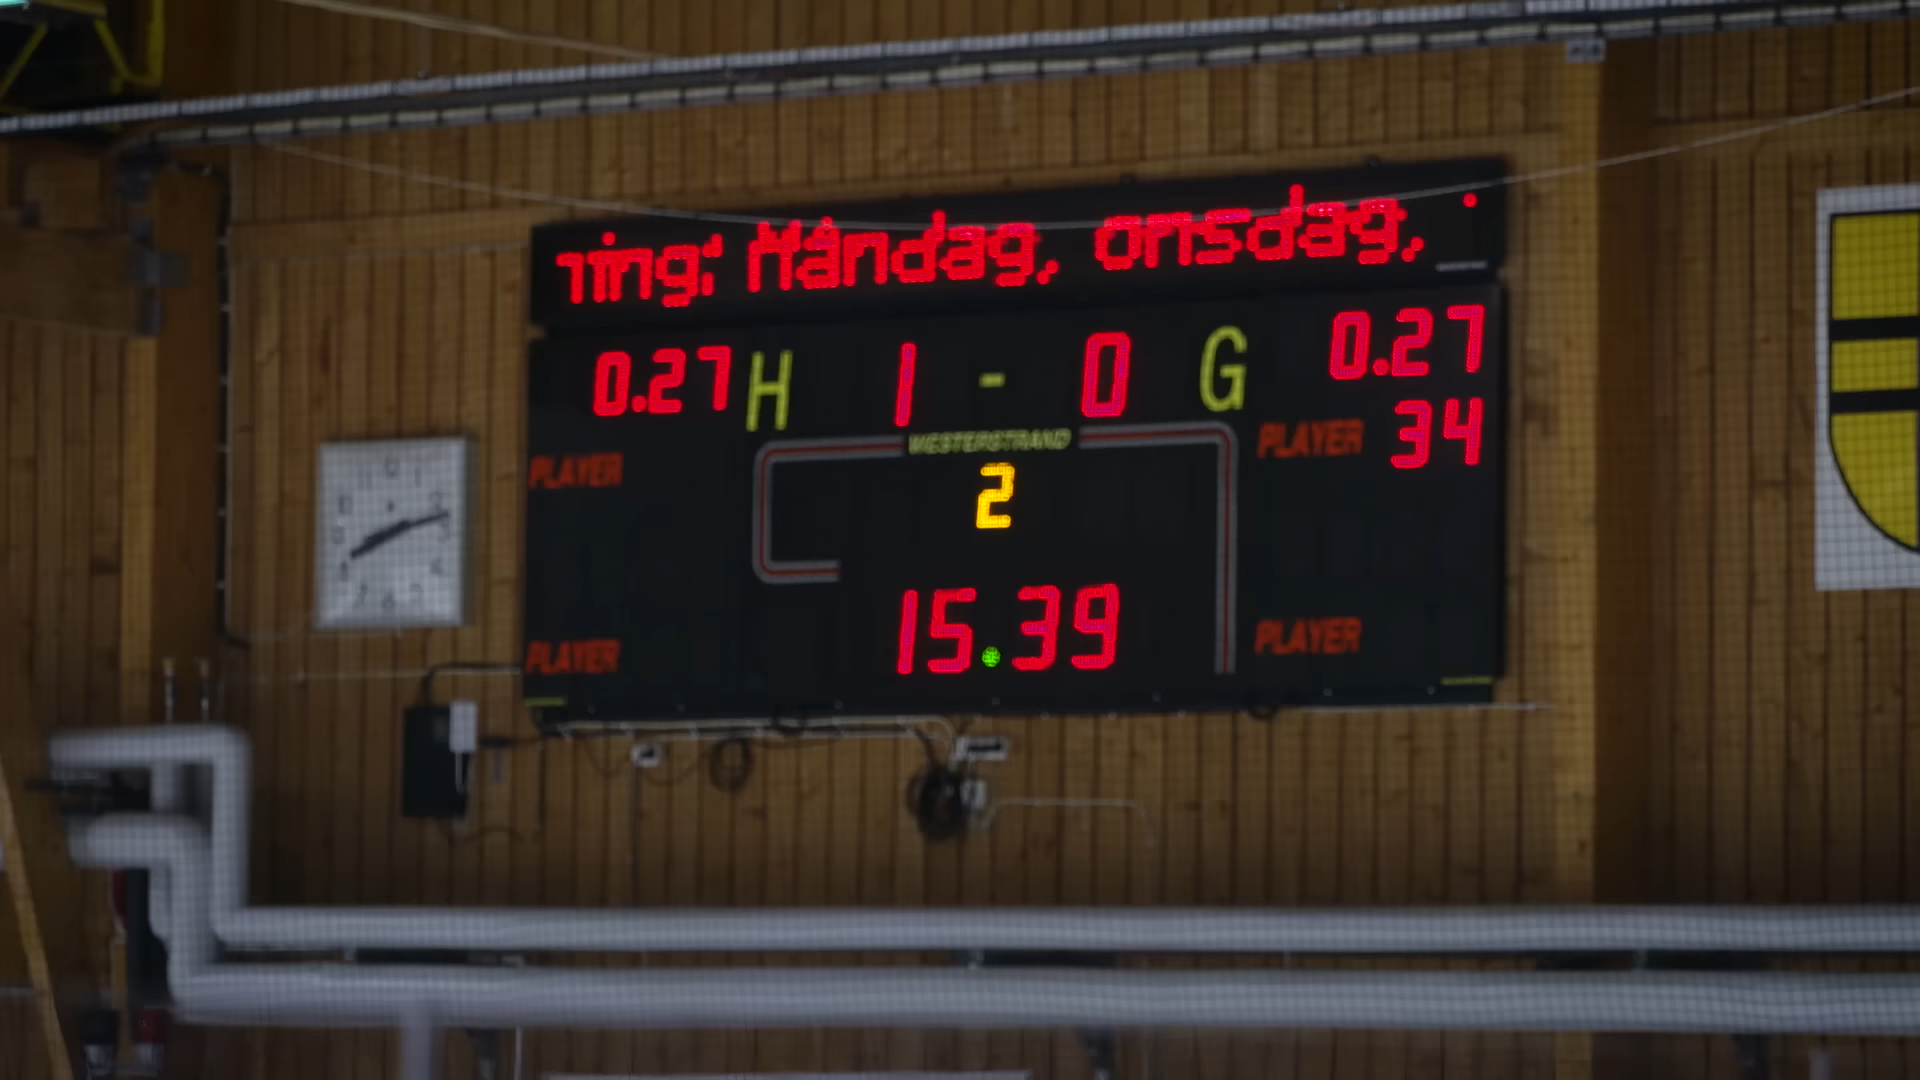 ning: Måndag, onsdag,
0.27 H 1 - 0 G 0.27
WESTERSTRAND
PLAYER PLAYER 34
2
15.39
PLAYER PLAYER